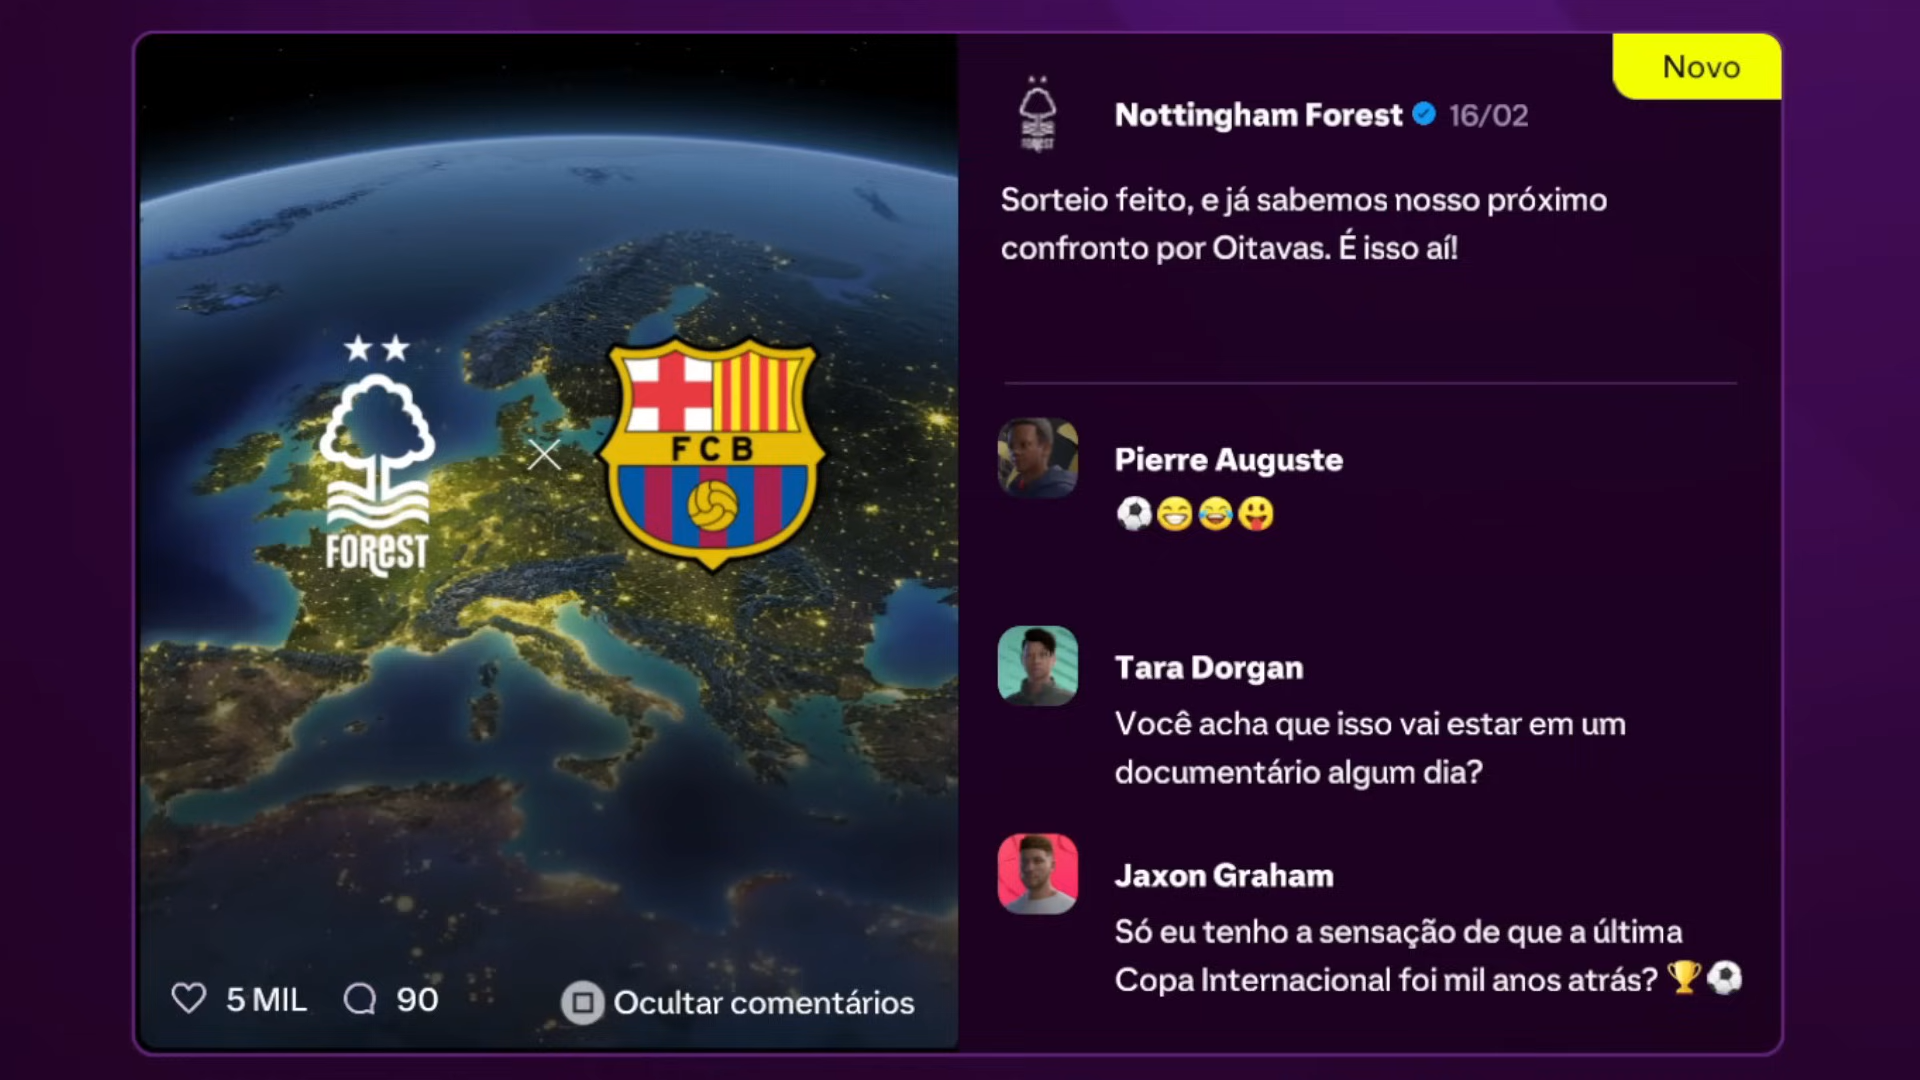 Novo
Nottingham Forest 16/02
Sorteio feito, e já sabemos nosso próximo
confronto por Oitavas. É isso aí!
FOREST
FCB
Pierre Auguste
⚽😁😂😛
Tara Dorgan
Você acha que isso vai estar em um
documentário algum dia?
Jaxon Graham
Só eu tenho a sensação de que a última
Copa Internacional foi mil anos atrás? 🏆⚽
5 MIL 90 Ocultar comentários